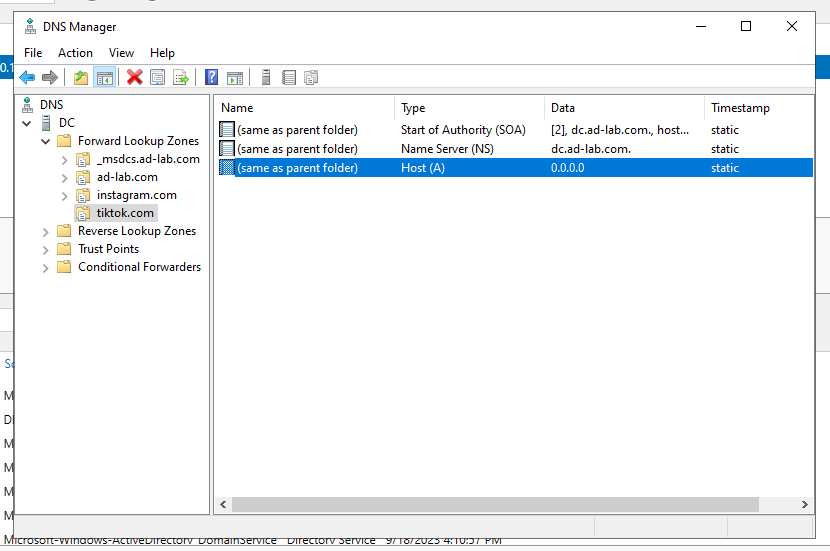 DNS Manager
File Action View Help
0.1
DNS
DC
Forward Lookup Zones
_msdcs.ad-lab.com
ad-lab.com
instagram.com
tiktok.com
Reverse Lookup Zones
Trust Points
Conditional Forwarders
Name Type Data Timestamp
(same as parent folder) Start of Authority (SOA) [2], dc.ad-lab.com., host... static
(same as parent folder) Name Server (NS) dc.ad-lab.com. static
(same as parent folder) Host (A) 0.0.0.0 static
Microsoft-Windows-ActiveDirectory_DomainService Directory Service 9/18/2023 4:10:57 PM